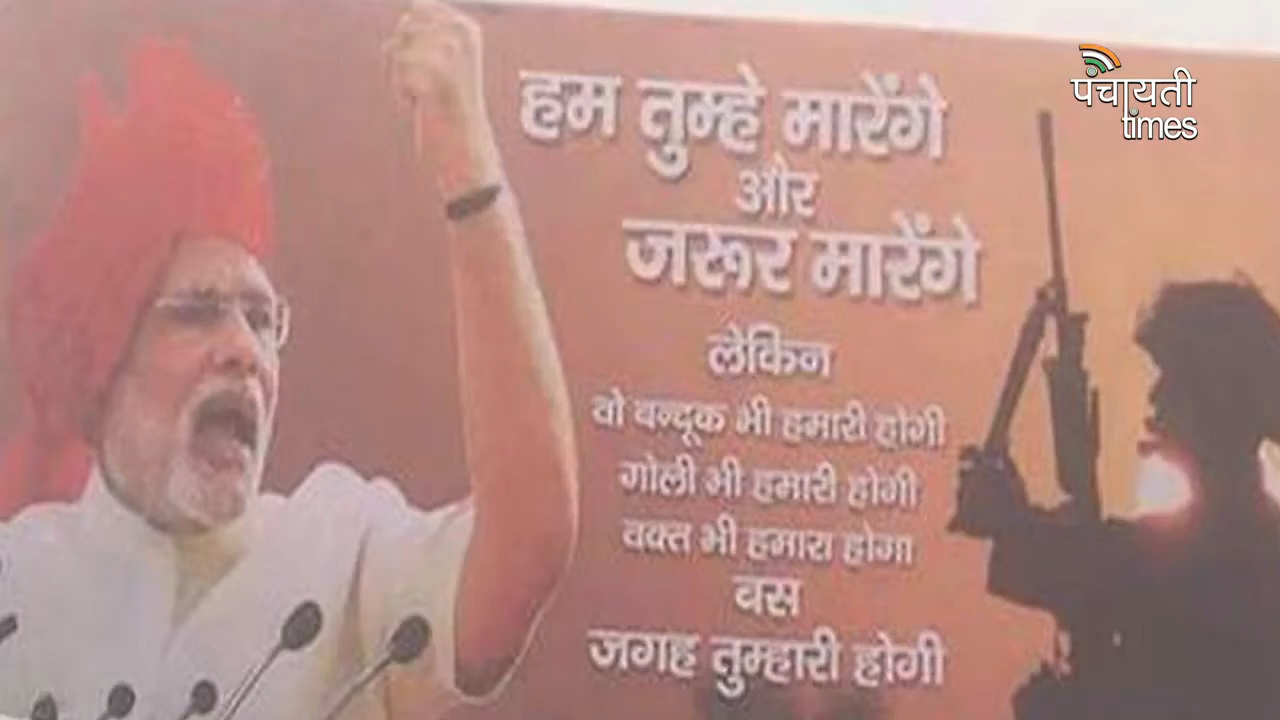 पंचायती
times
हम तुम्हे मारेंगे
और
जरूर मारेंगे
लेकिन
वो बन्दूक भी हमारी होगी
गोली भी हमारी होगी
वक्त भी हमारा होगा
बस
जगह तुम्हारी होगी